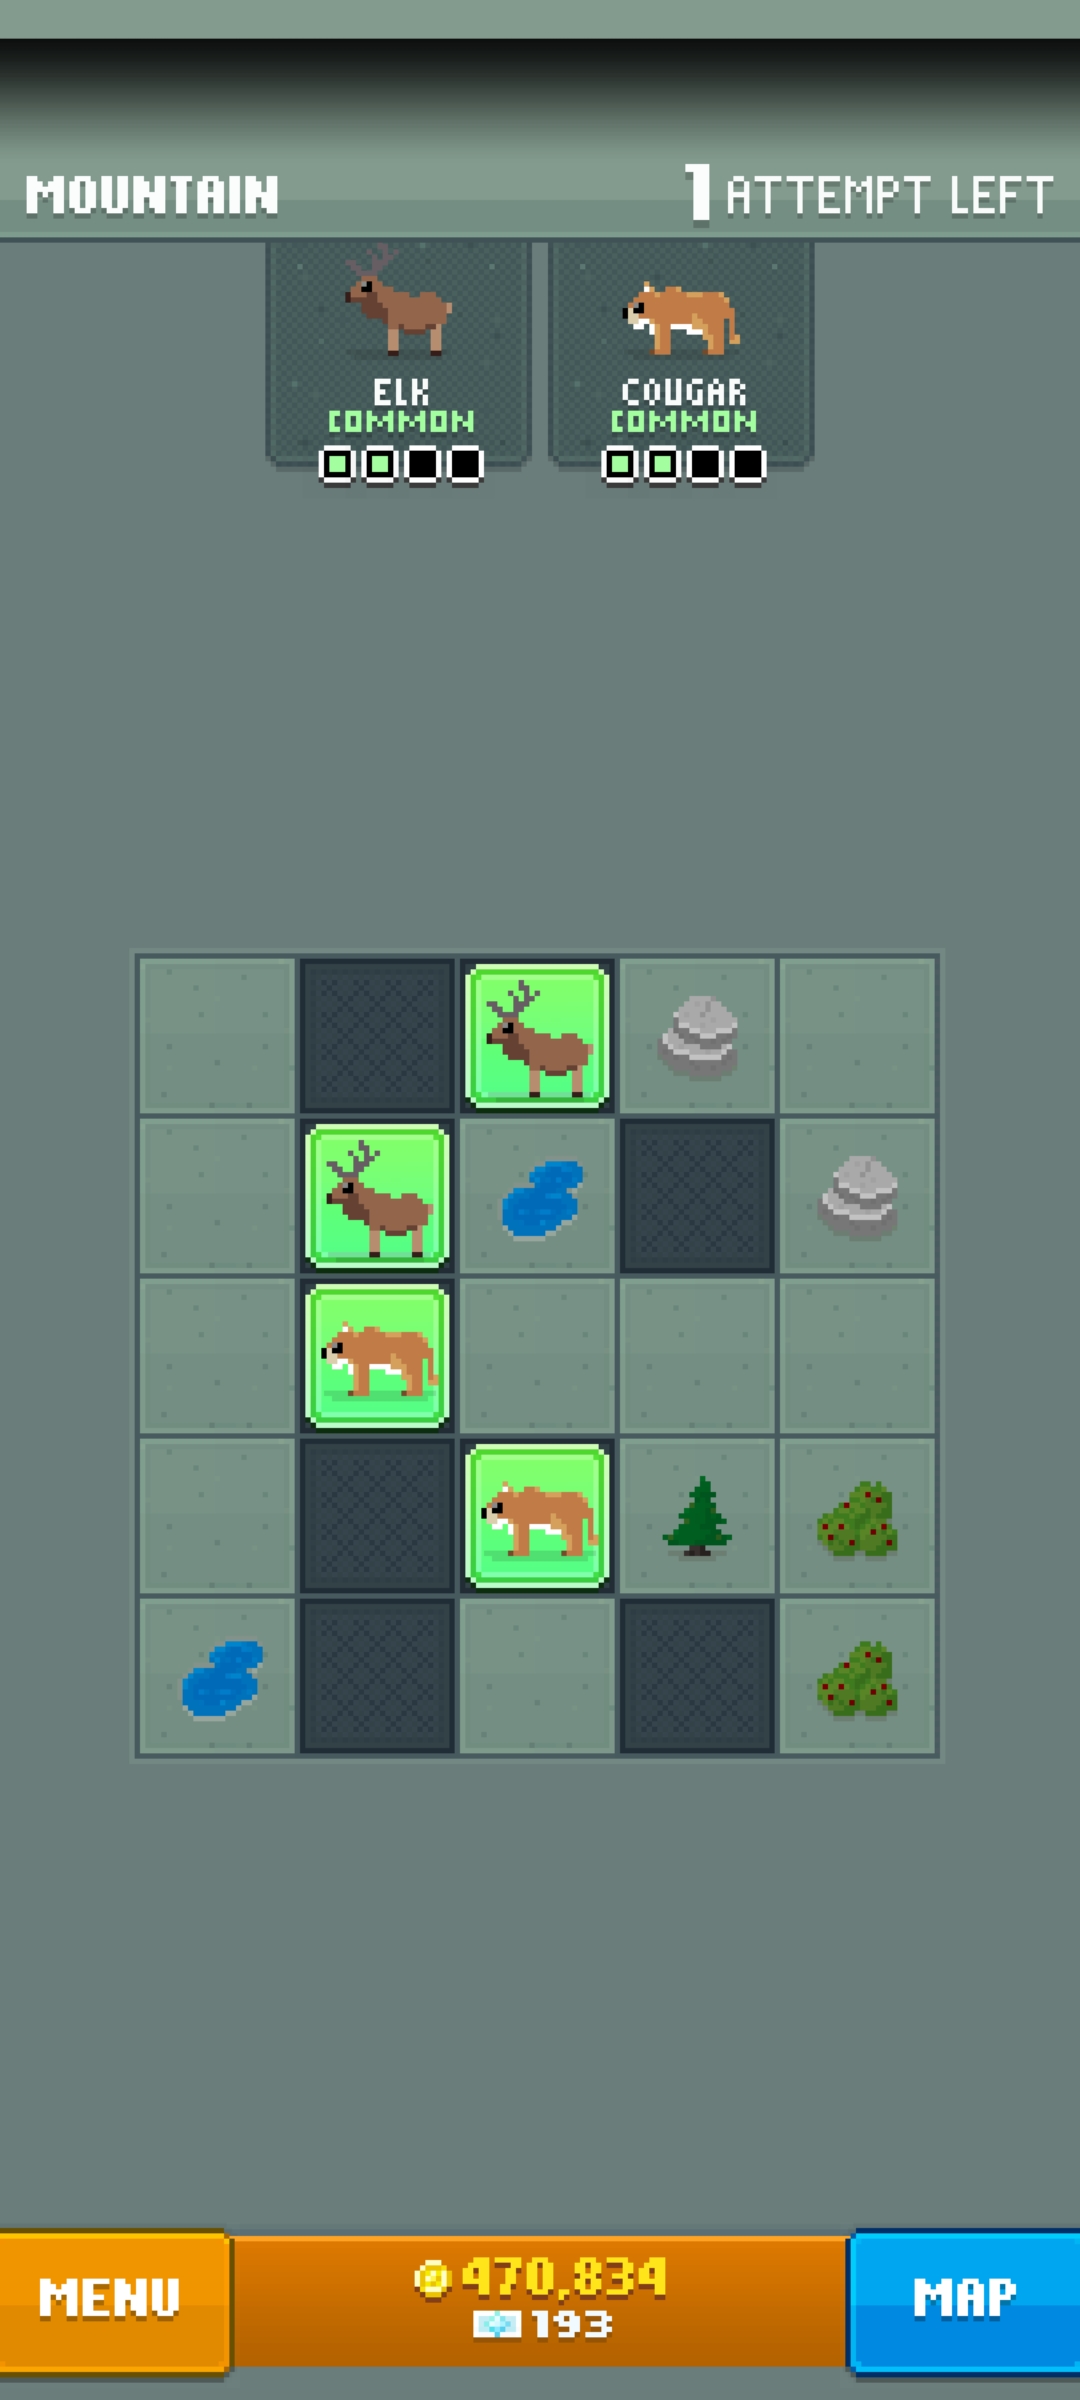 MOUNTAIN
1 ATTEMPT LEFT
ELK
COMMON
COUGAR
COMMON
MENU
470,834
193
MAP